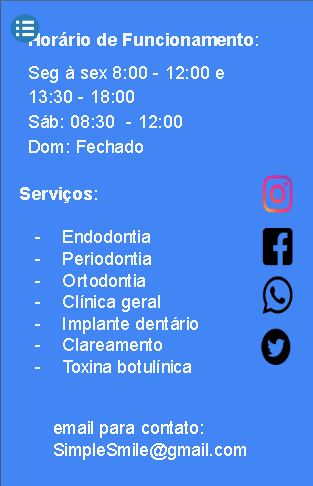 Horário de Funcionamento:
Seg à sex 8:00 - 12:00 e
13:30 - 18:00
Sáb: 08:30 - 12:00
Dom: Fechado
Serviços:
- Endodontia
- Periodontia
- Ortodontia
- Clínica geral
- Implante dentário
- Clareamento
- Toxina botulínica
email para contato:
SimpleSmile@gmail.com